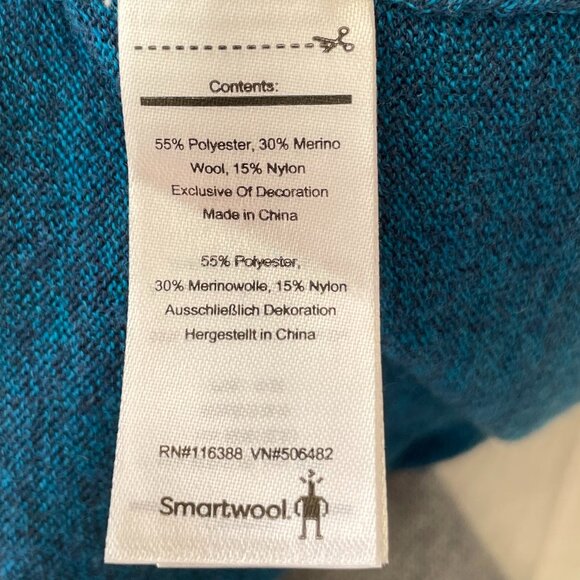 Contents:
55% Polyester, 30% Merino
Wool, 15% Nylon
Exclusive Of Decoration
Made in China
55% Polyester,
30% Merinowolle, 15% Nylon
Ausschließlich Dekoration
Hergestellt in China
RN#116388 VN#506482
Smartwool.